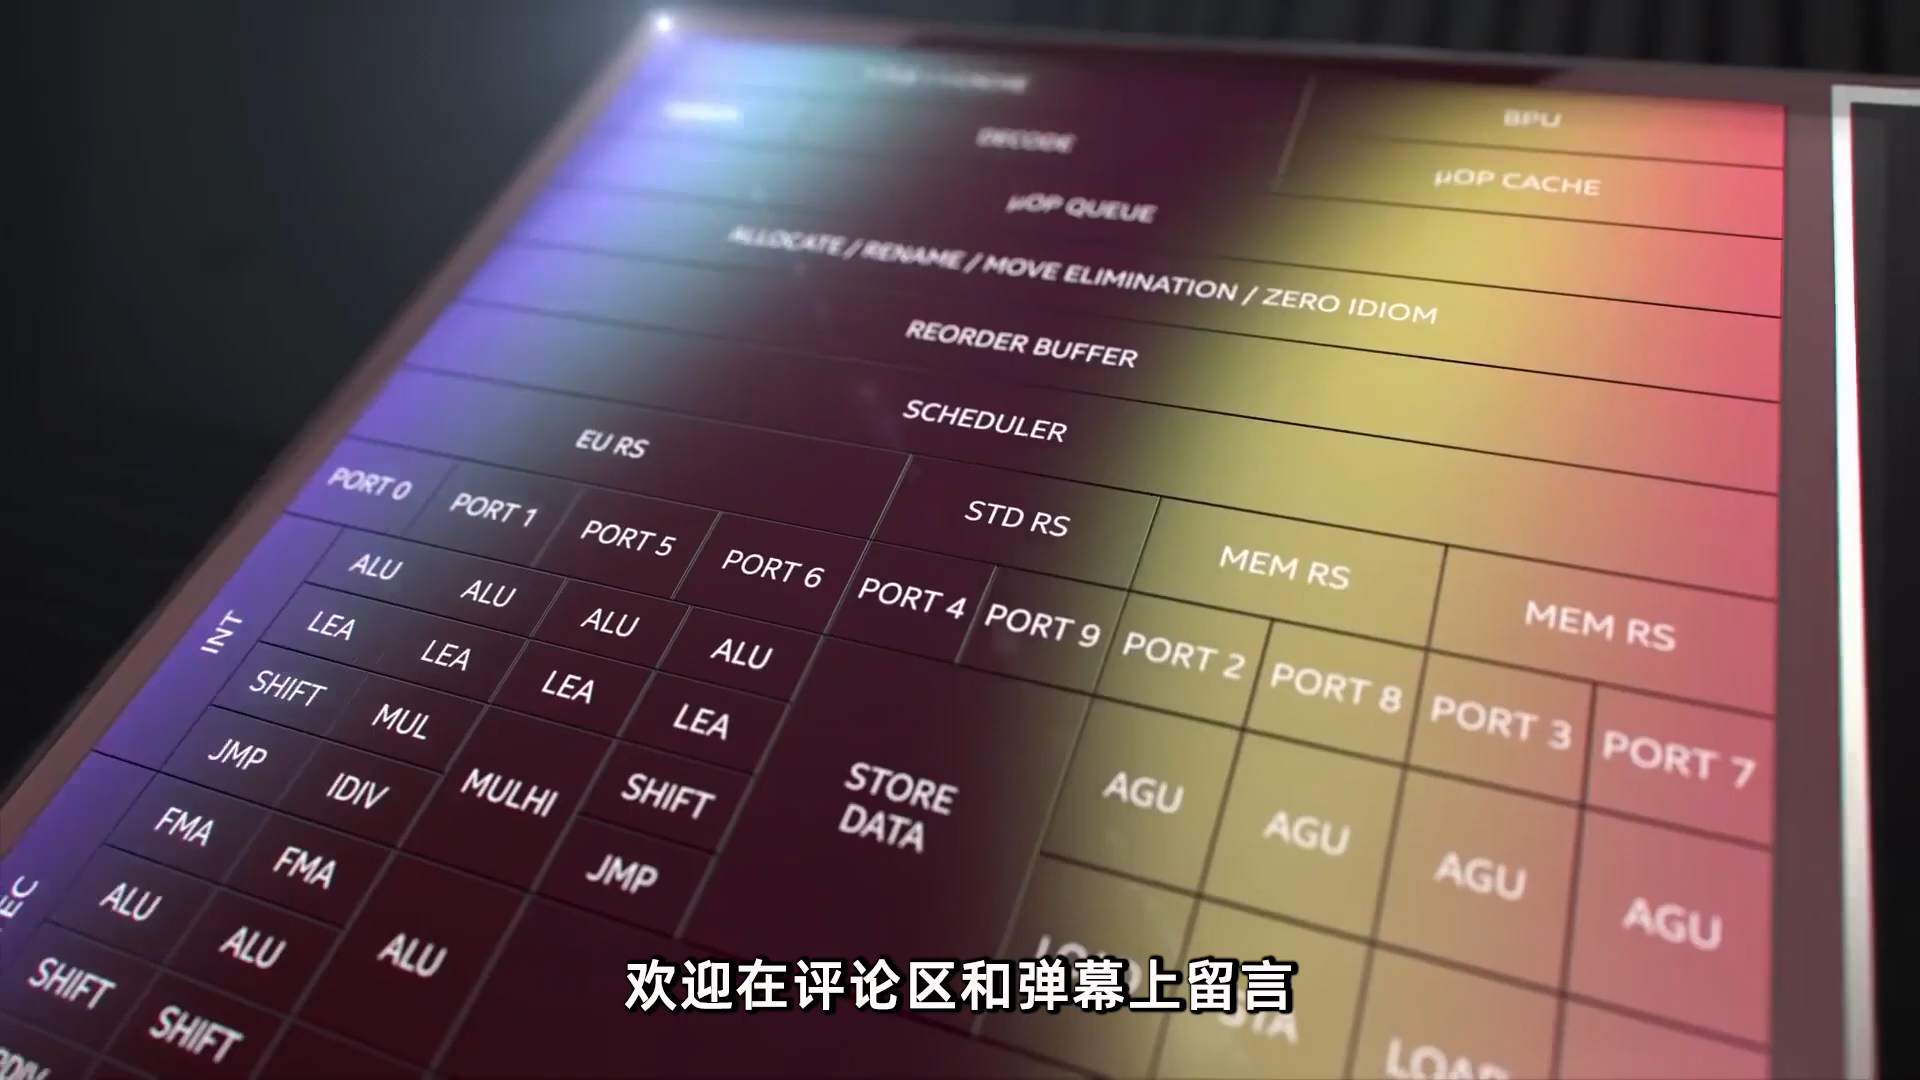 BPU
DECODE
μOP CACHE
μOP QUEUE
ALLOCATE / RENAME / MOVE ELIMINATION / ZERO IDIOM
REORDER BUFFER
SCHEDULER
EU RS
STD RS
MEM RS
MEM RS
PORT 0
PORT 1
PORT 5
PORT 6
PORT 4
PORT 9
PORT 2
PORT 8
PORT 3
PORT 7
INT
ALU
ALU
ALU
ALU
LEA
LEA
LEA
LEA
SHIFT
MUL
MULHI
SHIFT
JMP
IDIV
JMP
STORE
DATA
AGU
AGU
AGU
AGU
FMA
FMA
ALU
ALU
ALU
SHIFT
SHIFT
欢迎在评论区和弹幕上留言